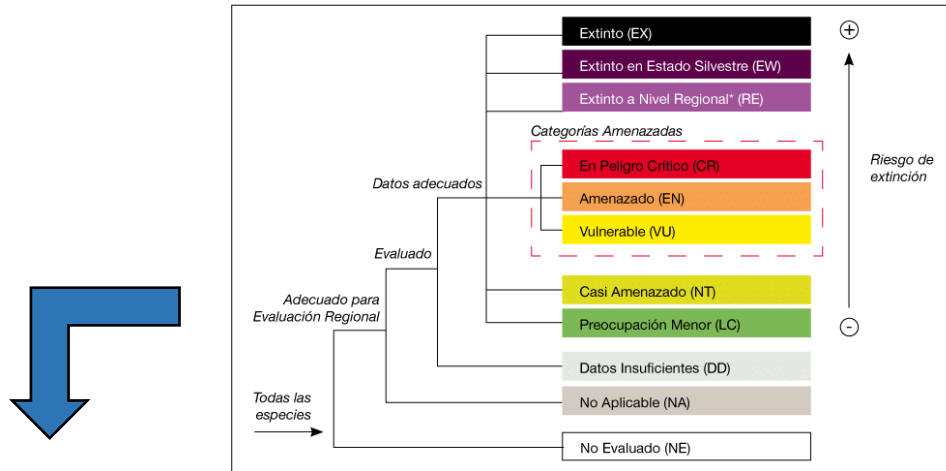 Extinto (EX)
+
Extinto en Estado Silvestre (EW)
Extinto a Nivel Regional* (RE)
Categorías Amenazadas
En Peligro Crítico (CR)
Riesgo de
extinción
Datos adecuados
Amenazado (EN)
Vulnerable (VU)
Evaluado
Casi Amenazado (NT)
Adecuado para
Evaluación Regional
Preocupación Menor (LC)
-
Datos Insuficientes (DD)
Todas las
especies
No Aplicable (NA)
No Evaluado (NE)